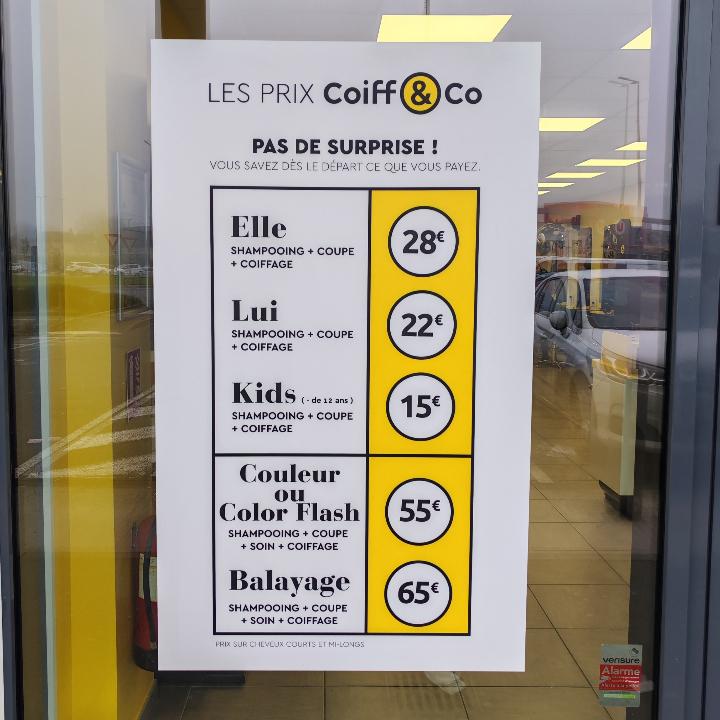 LES PRIX Coiff & Co
PAS DE SURPRISE !
VOUS SAVEZ DÈS LE DÉPART CE QUE VOUS PAYEZ.
Elle
SHAMPOOING + COUPE
+ COIFFAGE
28€
Lui
SHAMPOOING + COUPE
+ COIFFAGE
22€
Kids (- de 12 ans)
SHAMPOOING + COUPE
+ COIFFAGE
15€
Couleur
ou
Color Flash
SHAMPOOING + COUPE
+ SOIN + COIFFAGE
55€
Balayage
SHAMPOOING + COUPE
+ SOIN + COIFFAGE
65€
PRIX SUR CHEVEUX COURTS ET MI-LONGS
verisure
Alarme